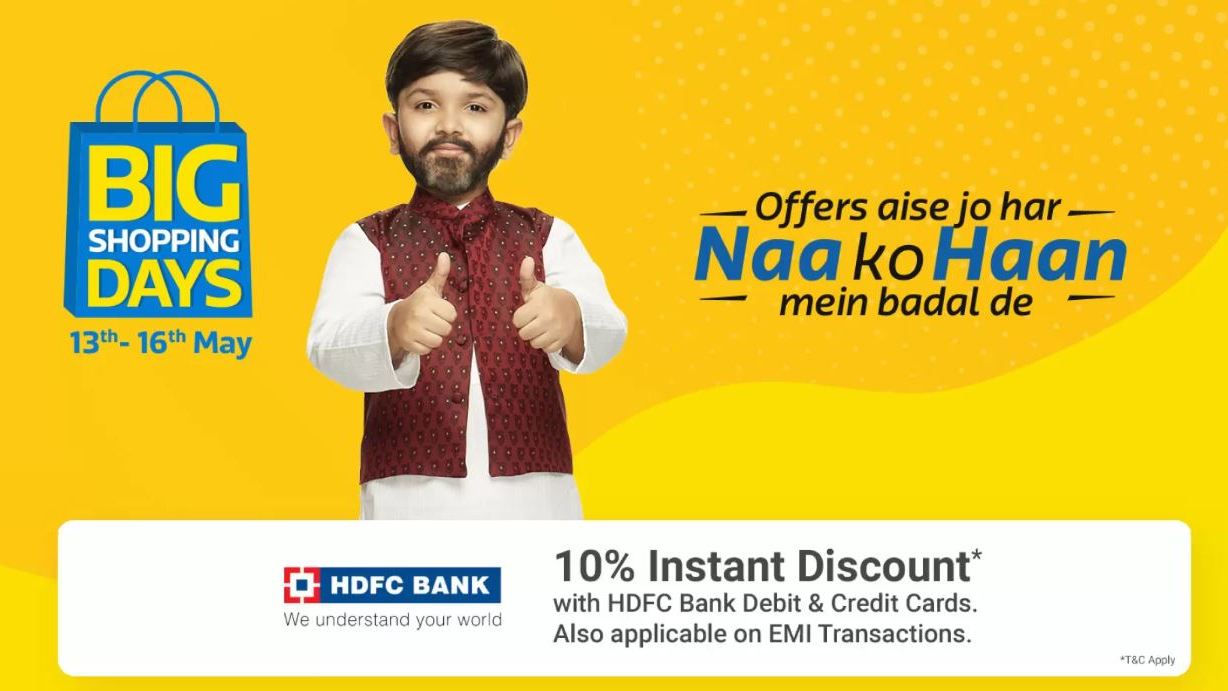 BIG
SHOPPING
DAYS
13th- 16th May
Offers aise jo har
Naa ko Haan
mein badal de
HDFC BANK
We understand your world
10% Instant Discount*
with HDFC Bank Debit & Credit Cards.
Also applicable on EMI Transactions.
*T&C Apply